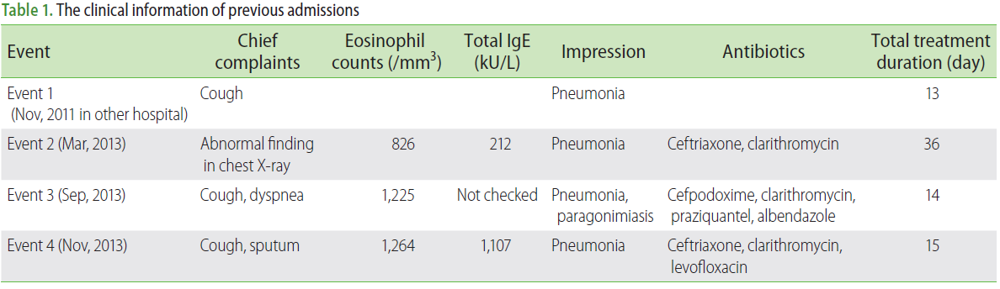 Table 1. The clinical information of previous admissions
Event Chief complaints Eosinophil counts (/mm³) Total IgE (kU/L) Impression Antibiotics Total treatment duration (day)
Event 1 Cough Pneumonia 13
(Nov, 2011 in other hospital)
Event 2 (Mar, 2013) Abnormal finding 826 212 Pneumonia Ceftriaxone, clarithromycin 36
in chest X-ray
Event 3 (Sep, 2013) Cough, dyspnea 1,225 Not checked Pneumonia, Cefpodoxime, clarithromycin, 14
paragonimiasis praziquantel, albendazole
Event 4 (Nov, 2013) Cough, sputum 1,264 1,107 Pneumonia Ceftriaxone, clarithromycin, 15
levofloxacin